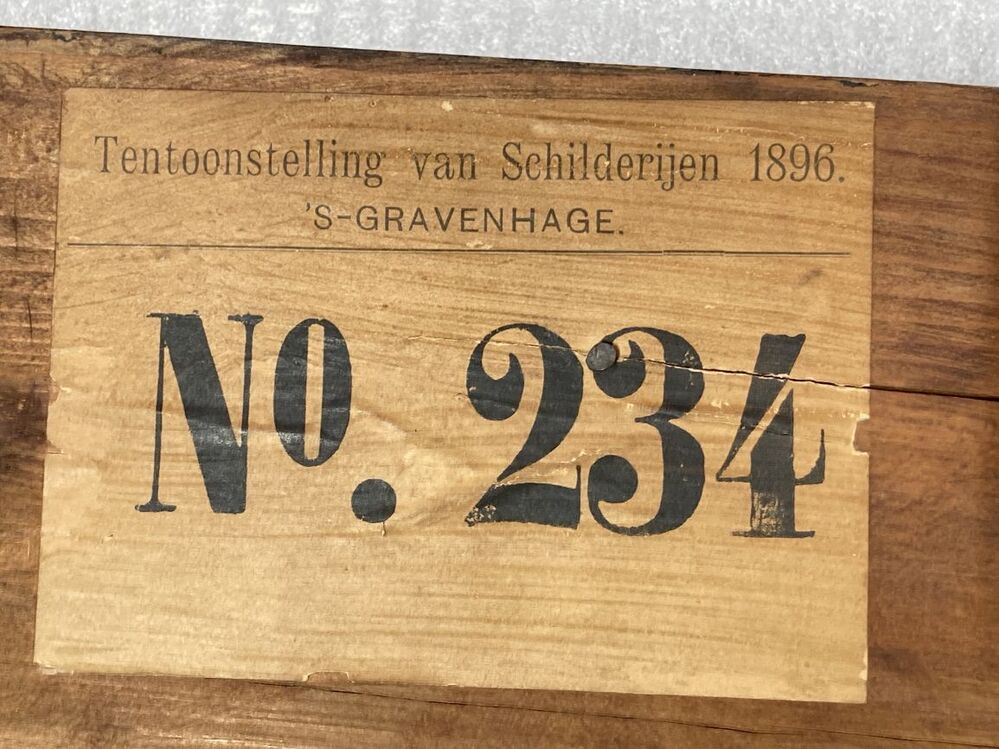 Tentoonstelling van Schilderijen 1896.
'S-GRAVENHAGE.
No. 234